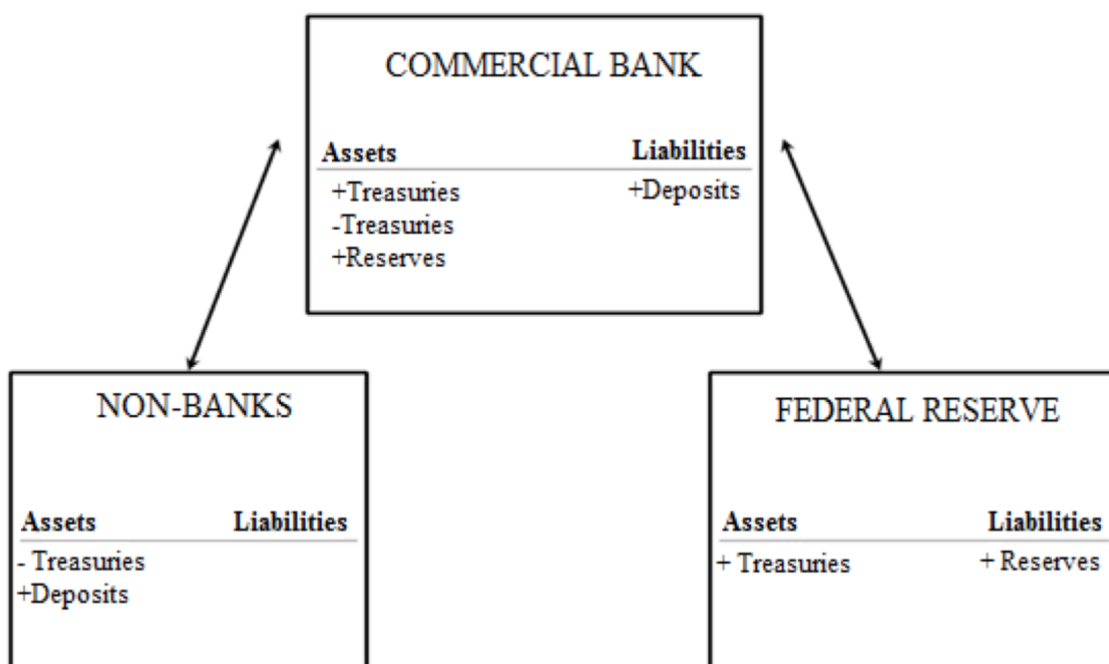 COMMERCIAL BANK
Assets Liabilities
+Treasuries +Deposits
-Treasuries
+Reserves
NON-BANKS
Assets Liabilities
- Treasuries
+Deposits
FEDERAL RESERVE
Assets Liabilities
+ Treasuries + Reserves